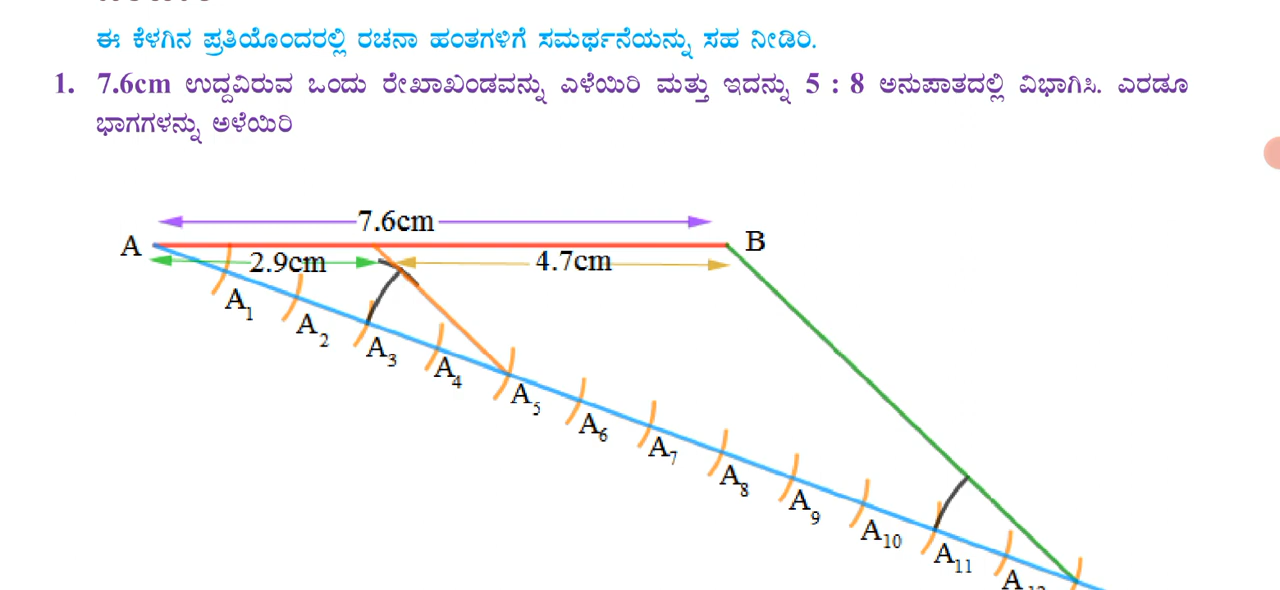 ಈ ಕೆಳಗಿನ ಪ್ರತಿಯೊಂದರಲ್ಲಿ ರಚನಾ ಹಂತಗಳಿಗೆ ಸಮರ್ಥನೆಯನ್ನು ಸಹ ನೀಡಿರಿ.
1. 7.6cm ಉದ್ದವಿರುವ ಒಂದು ರೇಖಾಖಂಡವನ್ನು ಎಳೆಯಿರಿ ಮತ್ತು ಇದನ್ನು 5 : 8 ಅನುಪಾತದಲ್ಲಿ ವಿಭಾಗಿಸಿ. ಎರಡೂ
ಭಾಗಗಳನ್ನು ಅಳೆಯಿರಿ
7.6cm
A
B
2.9cm
4.7cm
A₁
A₂
A₃
A₄
A₅
A₆
A₇
A₈
A₉
A₁₀
A₁₁
A₁₂